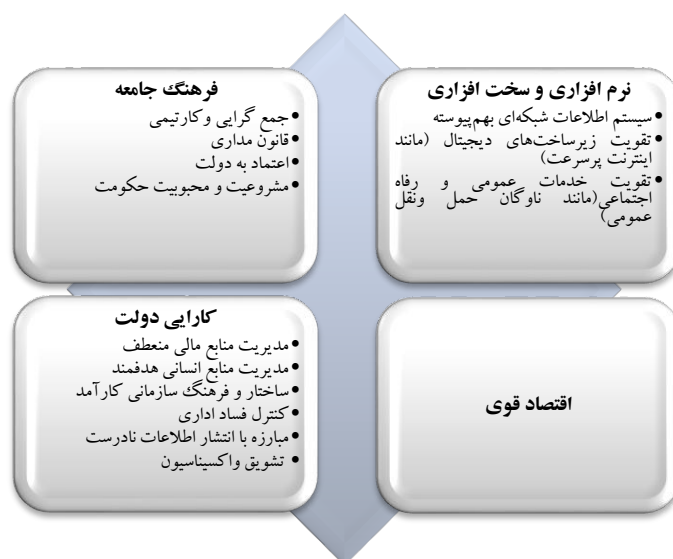 نرم افزاری و سخت افزاری
•سیستم اطلاعات شبکه‌ای بهم‌پیوسته
•تقویت زیرساخت‌های دیجیتال (مانند
اینترنت پرسرعت)
•تقویت خدمات عمومی و رفاه
اجتماعی(مانند ناوگان حمل ونقل
عمومی)
فرهنگ جامعه
•جمع گرایی وکارتیمی
•قانون مداری
•اعتماد به دولت
•مشروعیت و محبوبیت حکومت
اقتصاد قوی
کارایی دولت
•مدیریت منابع مالی منعطف
•مدیریت منابع انسانی هدفمند
•ساختار و فرهنگ سازمانی کارآمد
•کنترل فساد اداری
•مبارزه با انتشار اطلاعات نادرست
•تشویق واکسیناسیون